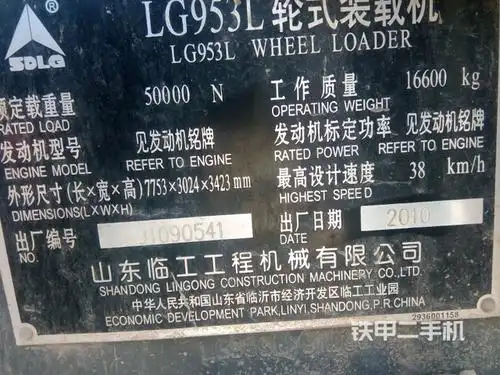 LG953L 轮式装载机
SDLG
LG953L WHEEL LOADER
额定载重量 50000 N 工作质量 16600 kg
RATED LOAD OPERATING WEIGHT
发动机型号 见发动机铭牌 发动机标定功率 见发动机铭牌
ENGINE MODEL REFER TO ENGINE RATED POWER REFER TO ENGINE
外形尺寸(长×宽×高) 7753×3024×3423 mm 最高设计速度 38 km/h
DIMENSIONS(L×W×H) HIGHEST SPEED
出厂编号 J1090541 出厂日期 2010
DATE
山东临工工程机械有限公司
SHANDONG LINGONG CONSTRUCTION MACHINERY CO.,LTD.
中华人民共和国山东省临沂市经济开发区临工工业园
ECONOMIC DEVELOPMENT PARK,LINYI,SHANDONG,P.R.CHINA
2936001158
铁甲二手机